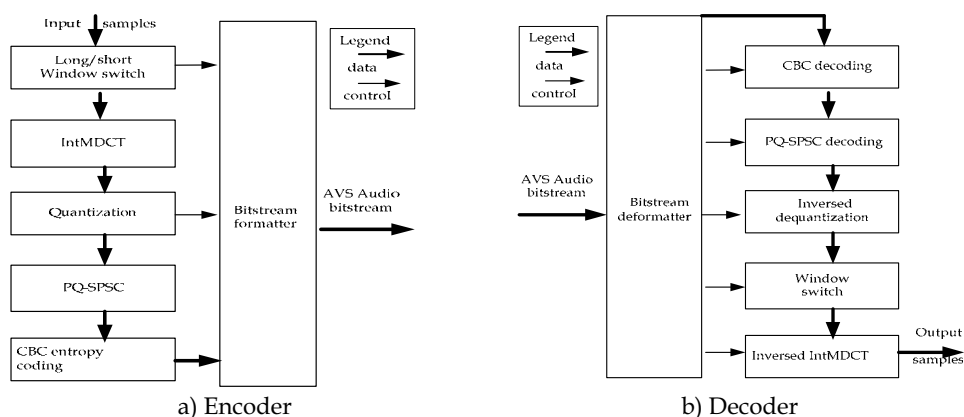 Input samples
Long/short
Window switch
IntMDCT
Quantization
PQ-SPSC
CBC entropy
coding
Bitstream
formatter
Legend
data
control
AVS Audio
bitstream
a) Encoder
Legend
data
control
AVS Audio
bitstream
Bitstream
deformatter
CBC decoding
PQ-SPSC decoding
Inversed
dequantization
Window
switch
Inversed IntMDCT
Output
samples
b) Decoder